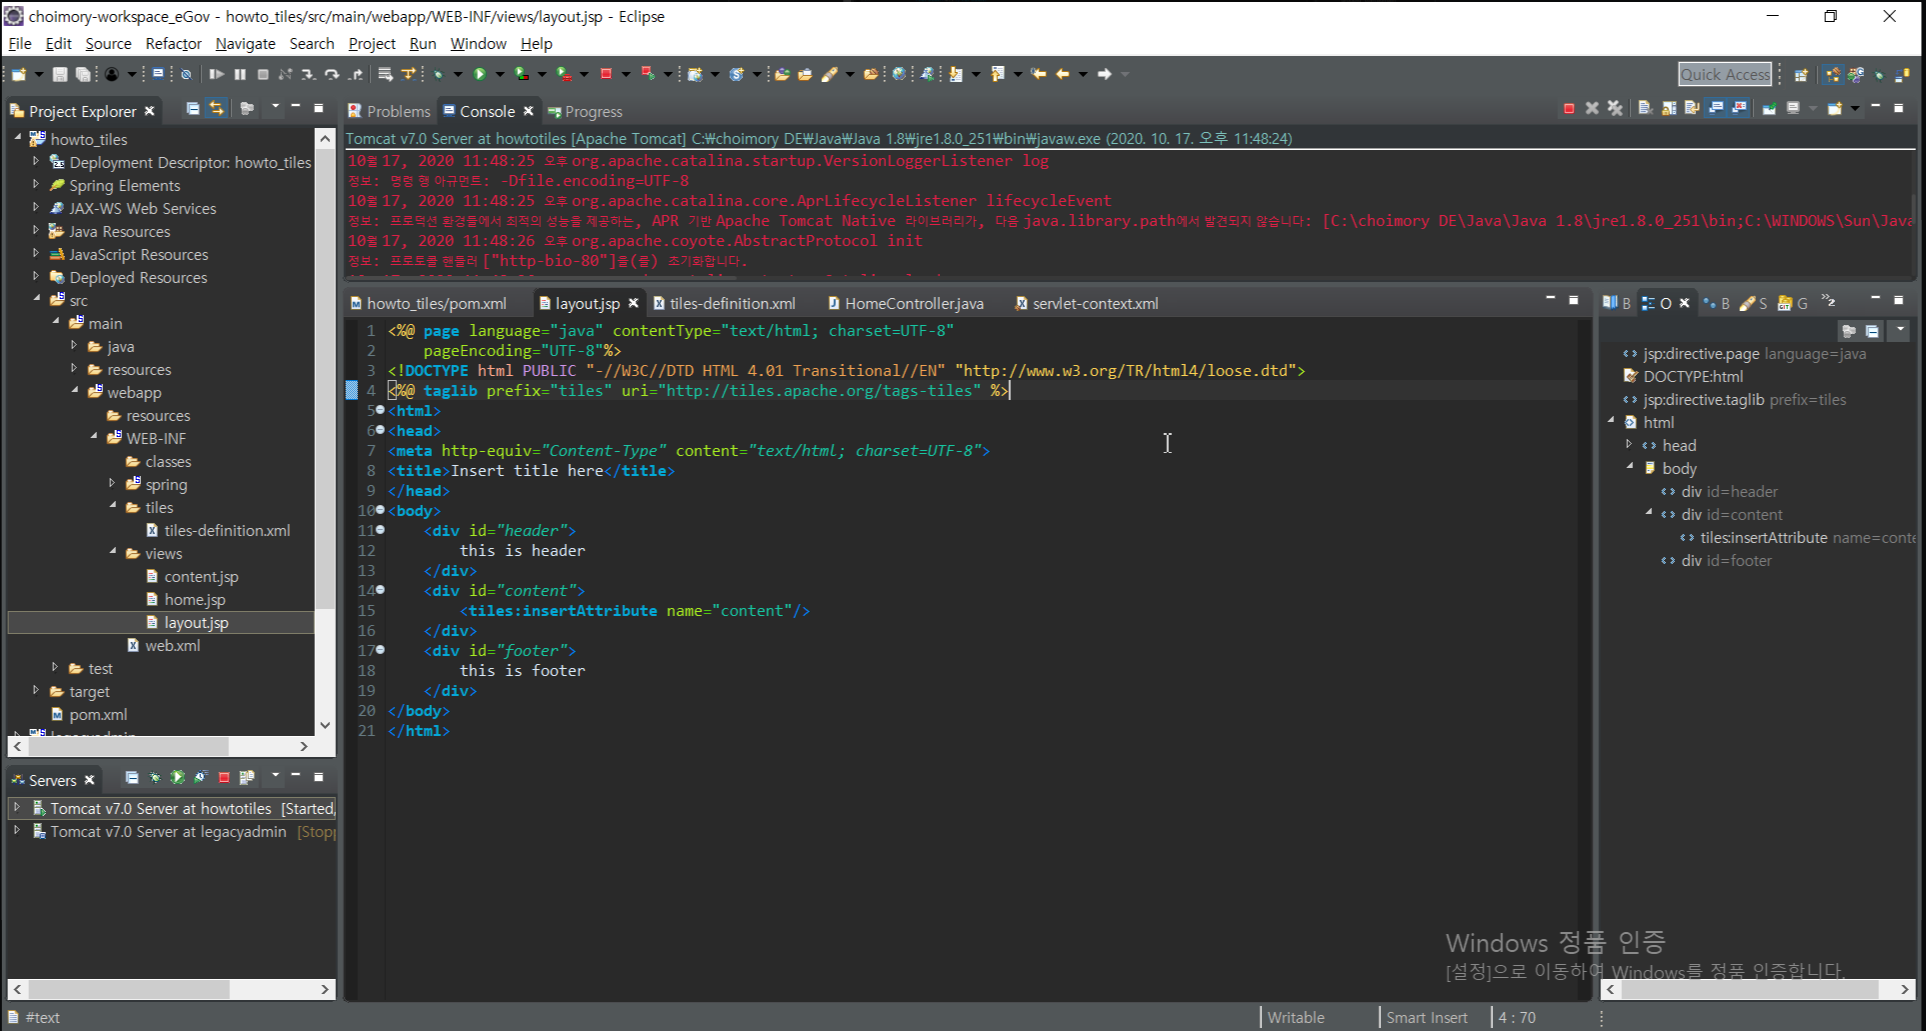 choimory-workspace_eGov - howto_tiles/src/main/webapp/WEB-INF/views/layout.jsp - Eclipse
File Edit Source Refactor Navigate Search Project Run Window Help
Quick Access
Project Explorer
howto_tiles
Deployment Descriptor: howto_tiles
Spring Elements
JAX-WS Web Services
Java Resources
JavaScript Resources
Deployed Resources
src
main
java
resources
webapp
resources
WEB-INF
classes
spring
tiles
tiles-definition.xml
views
content.jsp
home.jsp
layout.jsp
web.xml
test
target
pom.xml
Servers
Tomcat v7.0 Server at howtotiles [Started,
Tomcat v7.0 Server at legacyadmin [Stopp
Problems Console Progress
Tomcat v7.0 Server at howtotiles [Apache Tomcat] C:₩choimory DE₩Java₩Java 1.8₩jre1.8.0_251₩bin₩javaw.exe (2020. 10. 17. 오후 11:48:24)
10월 17, 2020 11:48:25 오후 org.apache.catalina.startup.VersionLoggerListener log
정보: 명령 행 아규먼트: -Dfile.encoding=UTF-8
10월 17, 2020 11:48:25 오후 org.apache.catalina.core.AprLifecycleListener lifecycleEvent
정보: 프로덕션 환경들에서 최적의 성능을 제공하는, APR 기반 Apache Tomcat Native 라이브러리가, 다음 java.library.path에서 발견되지 않습니다: [C:\choimory DE\Java\Java 1.8\jre1.8.0_251\bin;C:\WINDOWS\Sun\Java
10월 17, 2020 11:48:26 오후 org.apache.coyote.AbstractProtocol init
정보: 프로토콜 핸들러 ["http-bio-80"]을(를) 초기화합니다.
howto_tiles/pom.xml layout.jsp tiles-definition.xml HomeController.java servlet-context.xml
1 <%@ page language="java" contentType="text/html; charset=UTF-8"
2 pageEncoding="UTF-8"%>
3 <!DOCTYPE html PUBLIC "-//W3C//DTD HTML 4.01 Transitional//EN" "http://www.w3.org/TR/html4/loose.dtd">
4 <%@ taglib prefix="tiles" uri="http://tiles.apache.org/tags-tiles" %>
5 <html>
6 <head>
7 <meta http-equiv="Content-Type" content="text/html; charset=UTF-8">
8 <title>Insert title here</title>
9 </head>
10 <body>
11 <div id="header">
12 this is header
13 </div>
14 <div id="content">
15 <tiles:insertAttribute name="content"/>
16 </div>
17 <div id="footer">
18 this is footer
19 </div>
20 </body>
21 </html>
B O B S G »2
jsp:directive.page language=java
DOCTYPE:html
jsp:directive.taglib prefix=tiles
html
head
body
div id=header
div id=content
tiles:insertAttribute name=conte
div id=footer
Windows 정품 인증
[설정]으로 이동하여 Windows를 정품 인증합니다.
#text
Writable Smart Insert 4 : 70